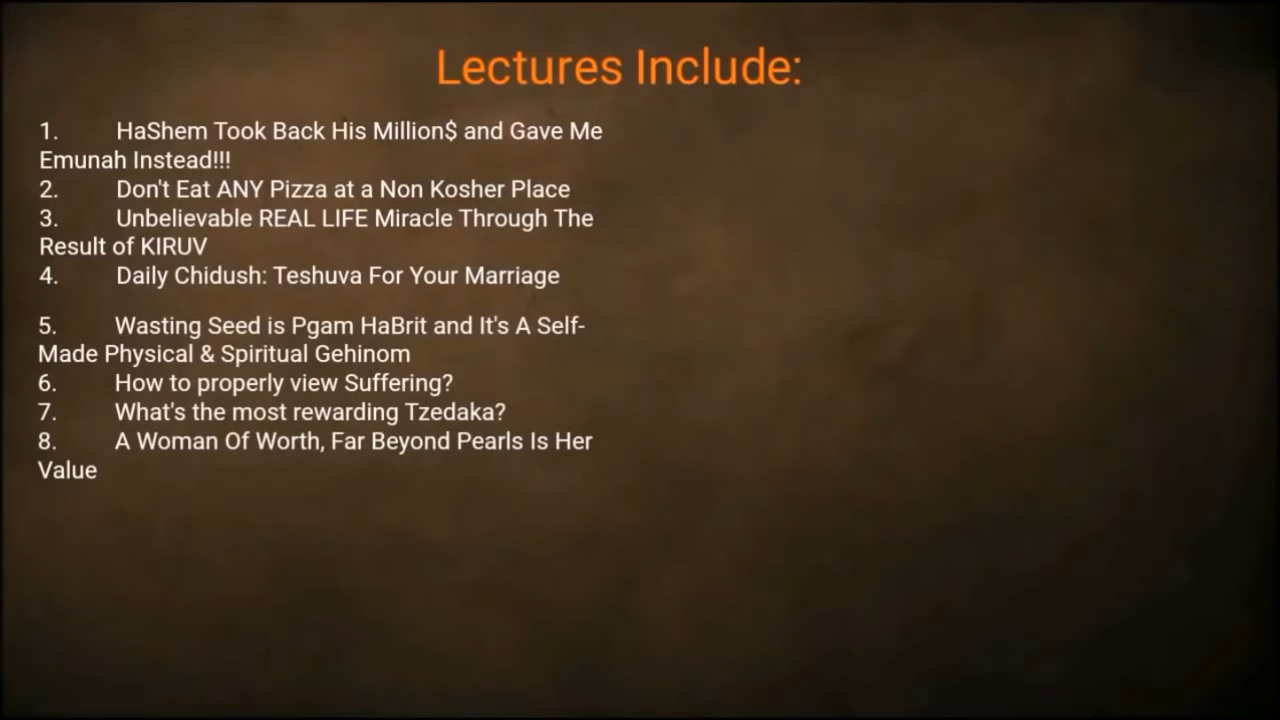 Lectures Include:
1. HaShem Took Back His Million$ and Gave Me
Emunah Instead!!!
2. Don't Eat ANY Pizza at a Non Kosher Place
3. Unbelievable REAL LIFE Miracle Through The
Result of KIRUV
4. Daily Chidush: Teshuva For Your Marriage
5. Wasting Seed is Pgam HaBrit and It's A Self-
Made Physical & Spiritual Gehinom
6. How to properly view Suffering?
7. What's the most rewarding Tzedaka?
8. A Woman Of Worth, Far Beyond Pearls Is Her
Value